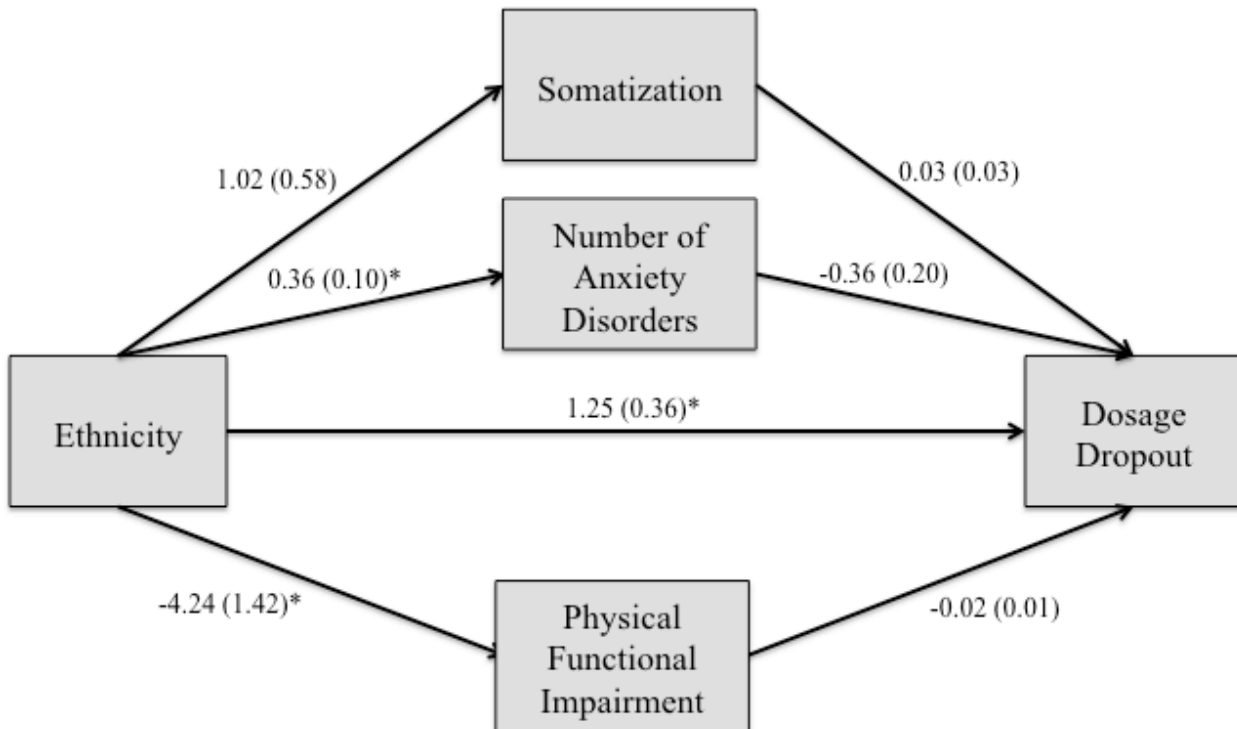 Somatization
1.02 (0.58)
0.03 (0.03)
Number of
Anxiety
Disorders
0.36 (0.10)*
-0.36 (0.20)
Ethnicity
1.25 (0.36)*
Dosage
Dropout
-4.24 (1.42)*
-0.02 (0.01)
Physical
Functional
Impairment